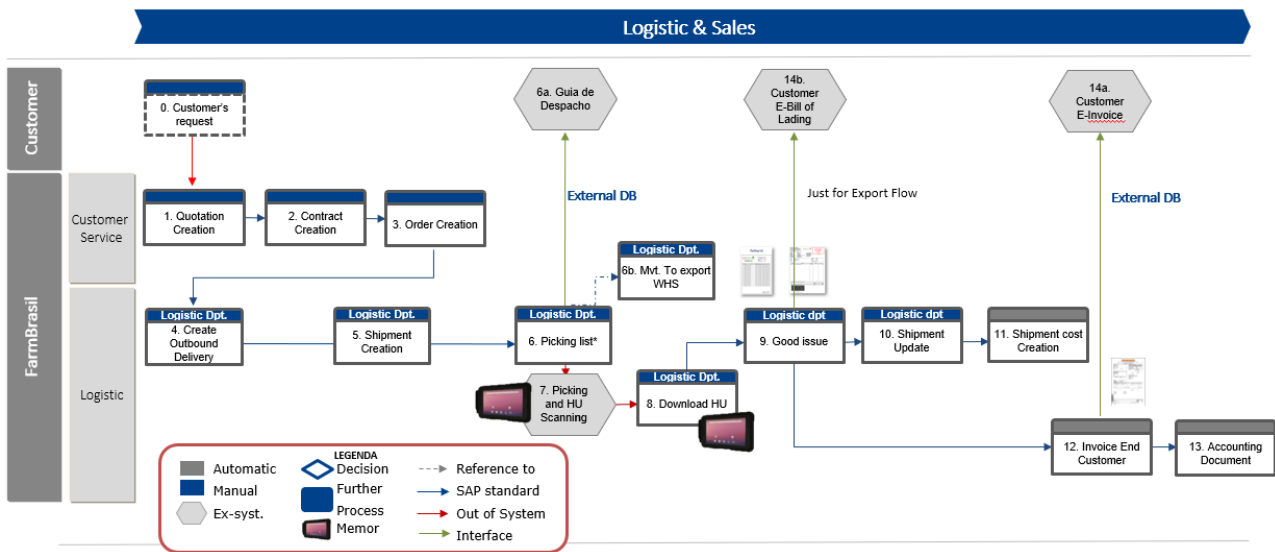 Logistic & Sales
Customer
FarmBrasil
Customer
Service
Logistic
0. Customer's
request
6a. Guia de
Despacho
14b.
Customer
E-Bill of
Lading
14a.
Customer
E-Invoice
External DB
Just for Export Flow
External DB
1. Quotation
Creation
2. Contract
Creation
3. Order Creation
Logistic Dpt.
6b. Mvt. To export
WHS
Logistic Dpt.
4. Create
Outbound
Delivery
5. Shipment
Creation
Logistic Dpt.
6. Picking list*
Logistic dpt
9. Good issue
Logistic dpt
10. Shipment
Update
11. Shipment cost
Creation
7. Picking
and HU
Scanning
Logistic Dpt.
8. Download HU
12. Invoice End
Customer
13. Accounting
Document
LEGENDA
Automatic
Manual
Ex-syst.
Decision
Further
Process
Memor
Reference to
SAP standard
Out of System
Interface